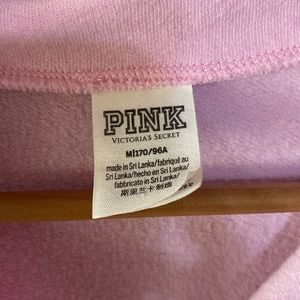 PINK
VICTORIA'S SECRET
M|170/96A
made in Sri Lanka/fabriqué au
Sri Lanka/hecho en Sri Lanka/
fabbricato in Sri Lanka
斯里兰卡制造